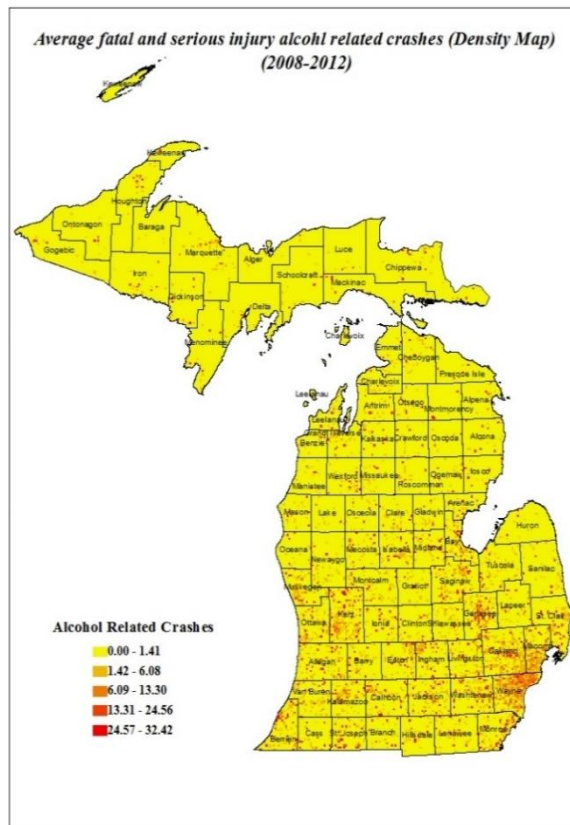 Average fatal and serious injury alcohl related crashes (Density Map)
(2008-2012)
Keweenaw
Houghton
Ontonagon
Baraga
Gogebic
Marquette
Alger
Luce
Chippewa
Schoolcraft
Iron
Mackinac
Dickinson
Delta
Menominee
Charlevoix
Emmet
Cheboygan
Presque Isle
Charlevoix
Leelanau
Antrim
Otsego
Montmorency
Alpena
Leelanau
Grand Traverse
Benzie
Kalkaska
Crawford
Oscoda
Alcona
Manistee
Wexford
Missaukee
Roscommon
Ogemaw
Iosco
Arenac
Mason
Lake
Osceola
Clare
Gladwin
Huron
Oceana
Newaygo
Mecosta
Isabella
Midland
Bay
Tuscola
Sanilac
Muskegon
Montcalm
Gratiot
Saginaw
Genesee
Lapeer
St. Clair
Ottawa
Kent
Ionia
Clinton
Shiawassee
Oakland
Macomb
Allegan
Barry
Eaton
Ingham
Livingston
Van Buren
Kalamazoo
Calhoun
Jackson
Washtenaw
Wayne
Berrien
Cass
St. Joseph
Branch
Hillsdale
Lenawee
Monroe
Alcohol Related Crashes
0.00 - 1.41
1.42 - 6.08
6.09 - 13.30
13.31 - 24.56
24.57 - 32.42